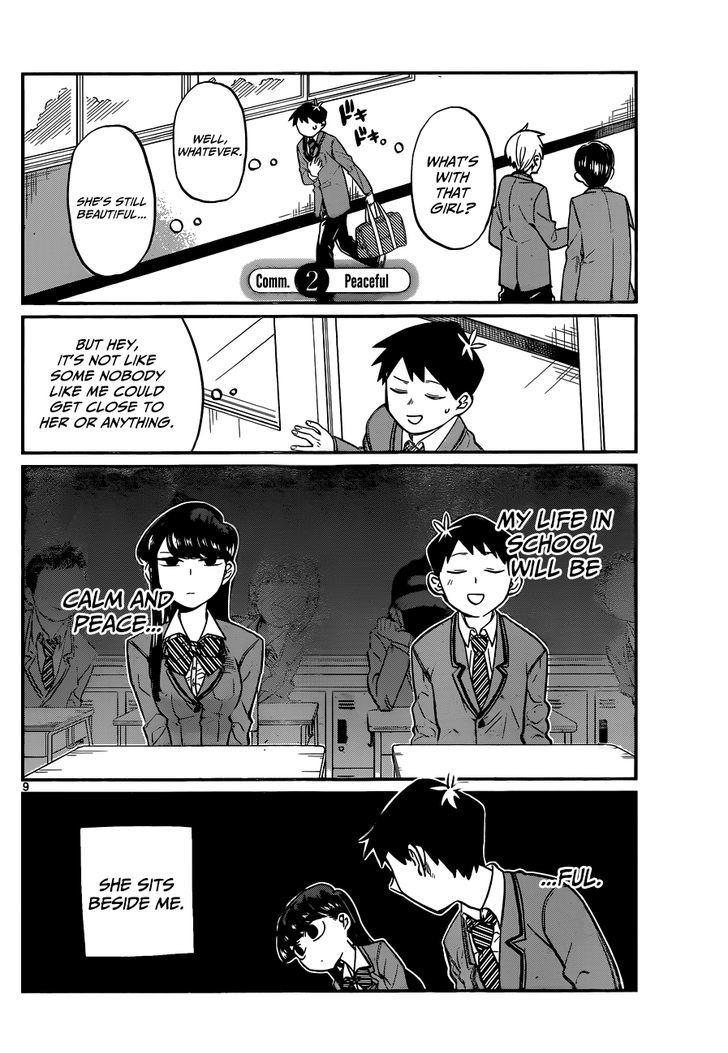 WHAT'S
WITH
THAT
GIRL?
ドキ
ドキ。
WELL,
WHATEVER.
SHE'S STILL
BEAUTIFUL...
Comm. 2 Peaceful
BUT HEY,
IT'S NOT LIKE
SOME NOBODY
LIKE ME COULD
GET CLOSE TO
HER OR ANYTHING.
MY LIFE IN
SCHOOL
WILL BE
CALM AND
PEACE...
9
...FUL.
SHE SITS
BESIDE ME.